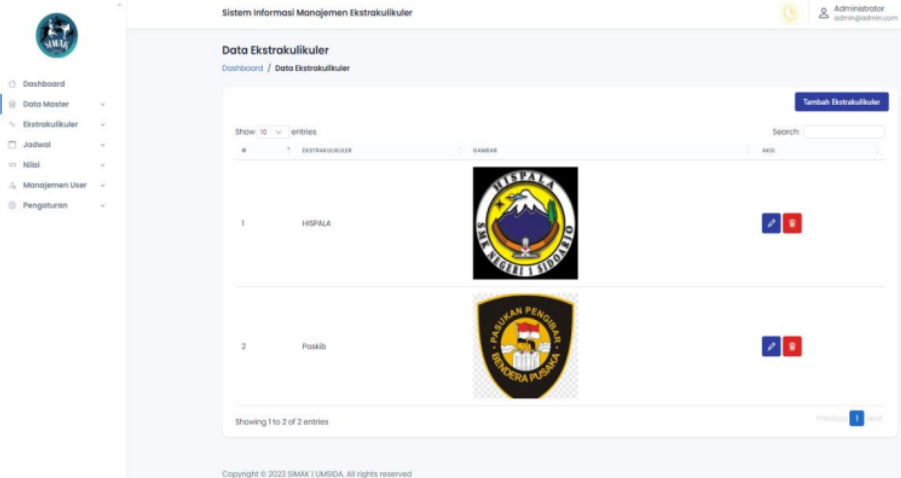 SIMAK
Sistem Informasi Manajemen Ekstrakulikuler
Administrator
admin@admin.com
Dashboard
Data Master
Ekstrakulikuler
Jadwal
Nilai
Manajemen User
Pengaturan
Data Ekstrakulikuler
Dashboard / Data Ekstrakulikuler
Tambah Ekstrakulikuler
Show 10 entries
Search:
# EKSTRAKULIKULER GAMBAR AKSI
1 HISPALA
HISPALA
SMK NEGERI 1 SIDOARJO
2 Paskib
PASUKAN PENGIBAR
BENDERA PUSAKA
Showing 1 to 2 of 2 entries
Previous 1 Next
Copyright © 2023 SIMAK | UMSIDA. All rights reserved